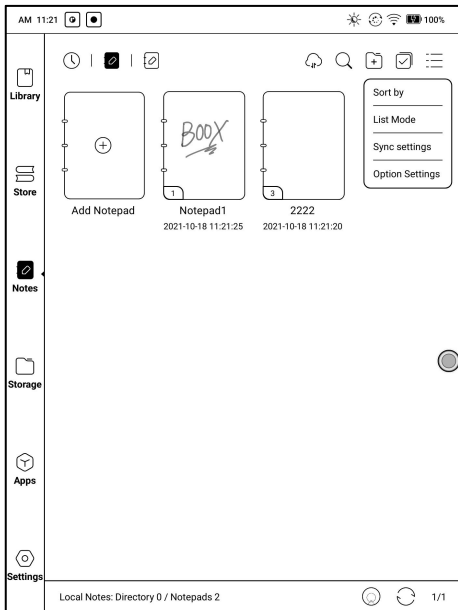 AM 11:21
100%
Library
Store
Notes
Storage
Apps
Settings
Sort by
List Mode
Sync settings
Option Settings
Add Notepad
BOOX
1
Notepad1
2021-10-18 11:21:25
3
2222
2021-10-18 11:21:20
Local Notes: Directory 0 / Notepads 2
1/1